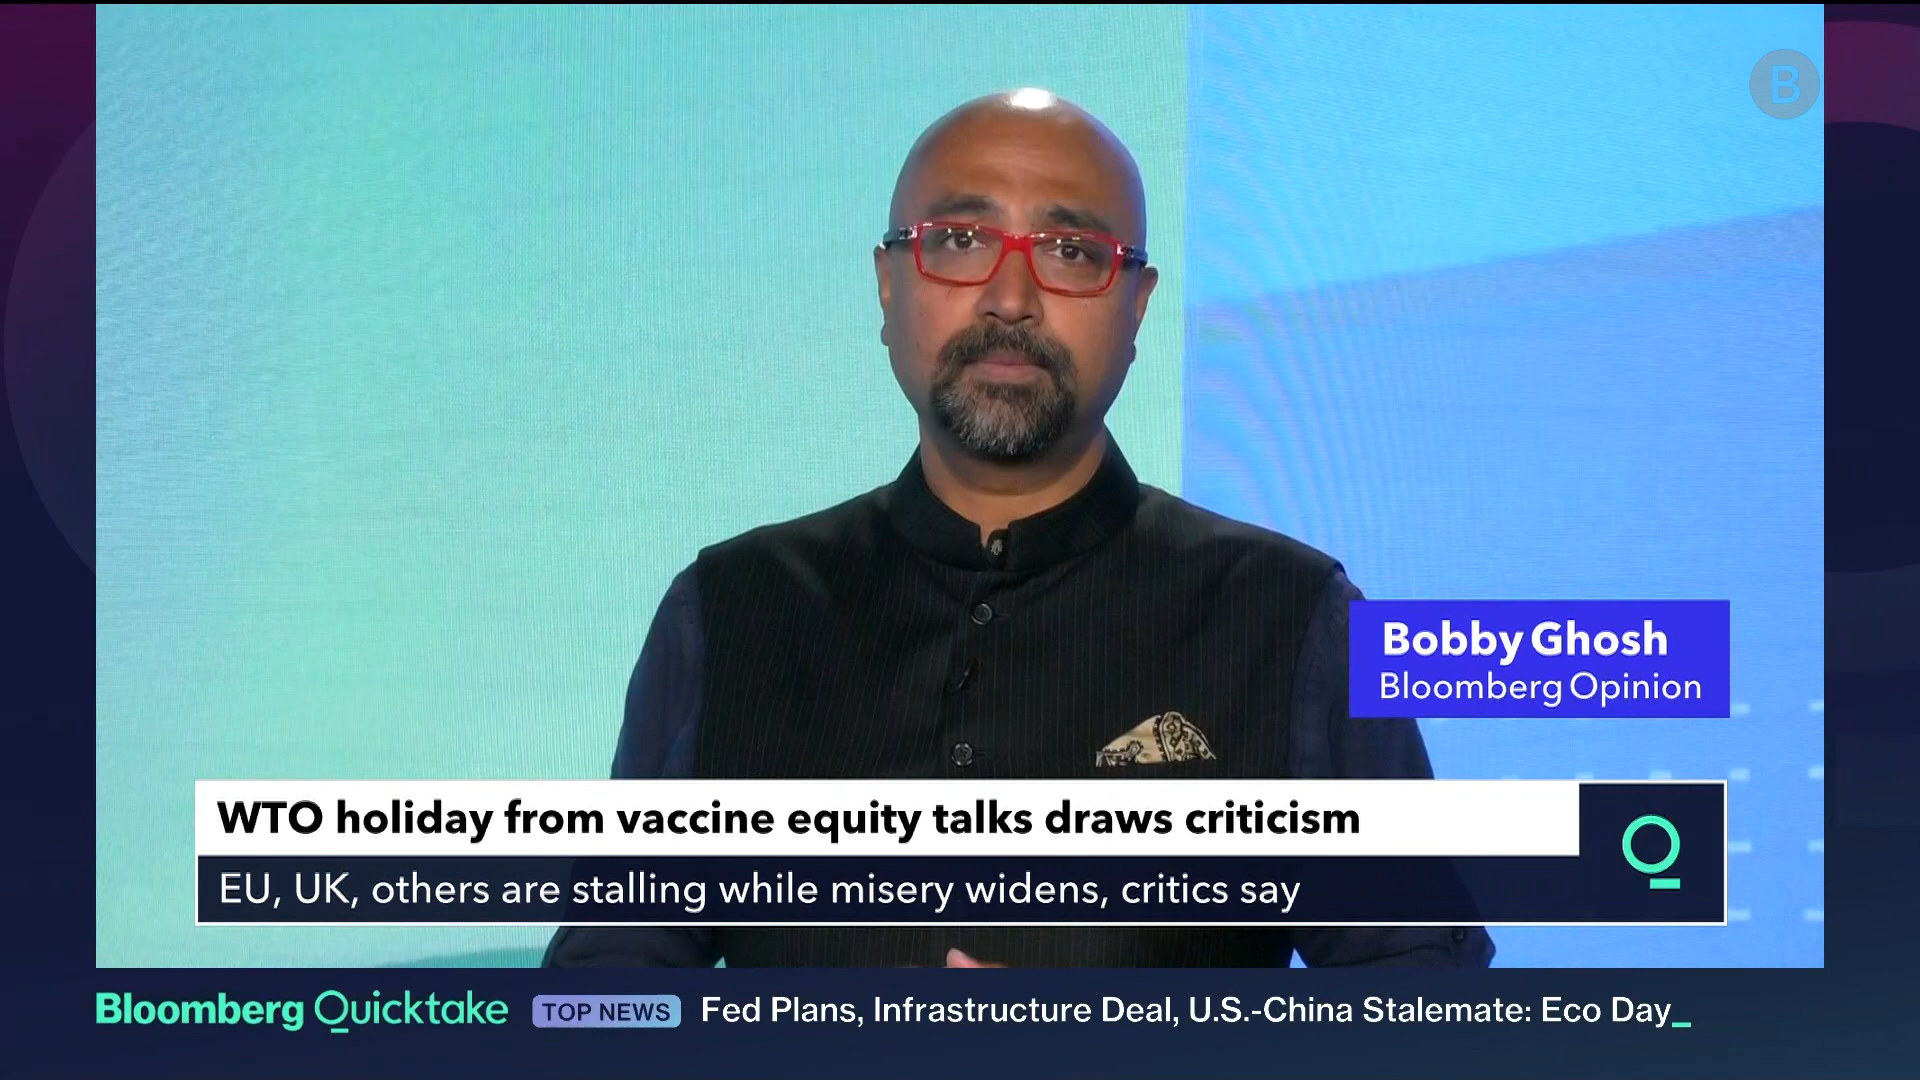 B
Bobby Ghosh
Bloomberg Opinion
WTO holiday from vaccine equity talks draws criticism
EU, UK, others are stalling while misery widens, critics say
Bloomberg Quicktake TOP NEWS Fed Plans, Infrastructure Deal, U.S.-China Stalemate: Eco Day_